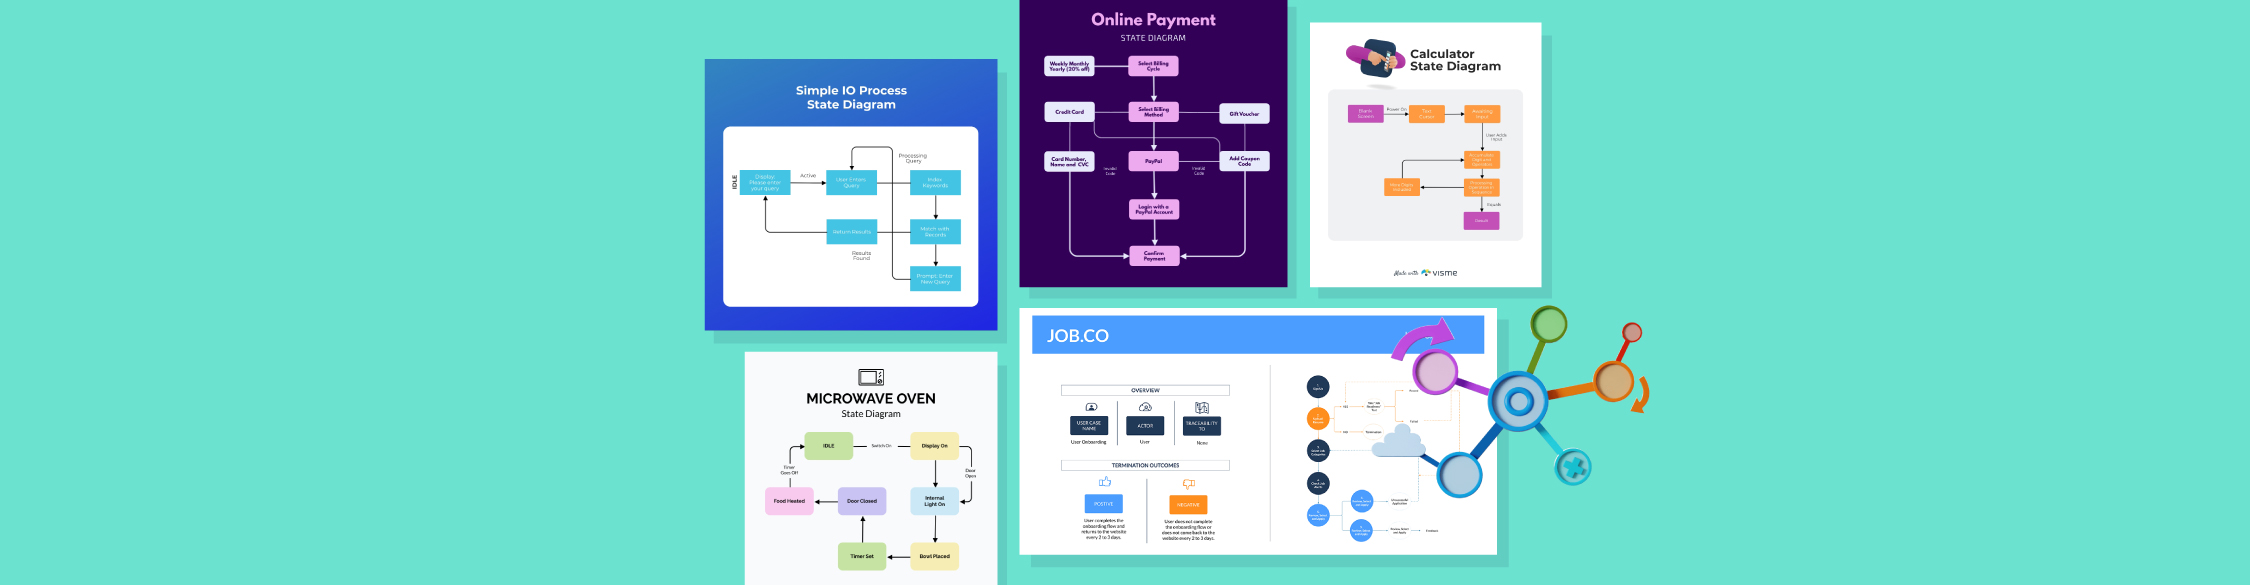 Simple IO Process
State Diagram
Processing
Query
IDLE
Display:
Please enter
your query
Active
User Enters
Query
Index
Keywords
Return Results
Match with
Records
Results
Found
Prompt: Enter
New Query
Online Payment
STATE DIAGRAM
Weekly Monthly
Yearly (20% off)
Select Billing
Cycle
Credit Card
Select Billing
Method
Gift Voucher
Card Number,
Name and CVC
Invalid
Code
PayPal
Invalid
Code
Add Coupon
Code
Login with a
PayPal Account
Confirm
Payment
Calculator
State Diagram
Blank
Screen
Power On
Cursor
Awaiting
Input
User Adds
Input
Result
Made with visme
MICROWAVE OVEN
State Diagram
IDLE
Switch On
Display On
Timer
Goes Off
Door
Open
Food Heated
Door Closed
Internal
Light On
Timer Set
Bowl Placed
JOB.CO
OVERVIEW
USER CASE
NAME
ACTOR
TRACEABILITY
TO
User Onboarding
User
None
TERMINATION OUTCOMES
POSITIVE
NEGATIVE
User completes the
onboarding flow and
returns to the website
every 2 to 3 days.
User does not complete
the onboarding flow or
does not come back to the
website every 2 to 3 days.
Termination